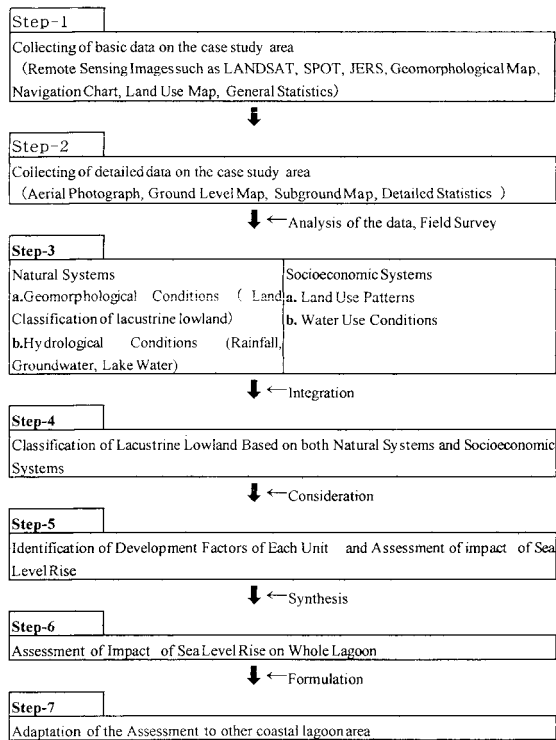 Step-1
Collecting of basic data on the case study area
(Remote Sensing Images such as LANDSAT, SPOT, JERS, Geomorphological Map,
Navigation Chart, Land Use Map, General Statistics)
Step-2
Collecting of detailed data on the case study area
(Aerial Photograph, Ground Level Map, Subground Map, Detailed Statistics )
←Analysis of the data, Field Survey
Step-3
Natural Systems
a.Geomorphological Conditions ( Land
Classification of lacustrine lowland)
b.Hydrological Conditions (Rainfall,
Groundwater, Lake Water)
Socioeconomic Systems
a. Land Use Patterns
b. Water Use Conditions
←Integration
Step-4
Classification of Lacustrine Lowland Based on both Natural Systems and Socioeconomic
Systems
←Consideration
Step-5
Identification of Development Factors of Each Unit and Assessment of impact of Sea
Level Rise
←Synthesis
Step-6
Assessment of Impact of Sea Level Rise on Whole Lagoon
←Formulation
Step-7
Adaptation of the Assessment to other coastal lagoon area